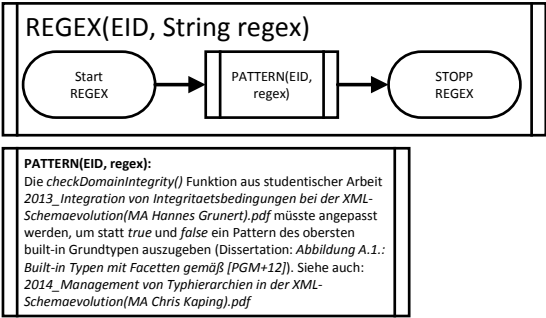 REGEX(EID, String regex)
Start
REGEX
PATTERN(EID,
regex)
STOPP
REGEX
PATTERN(EID, regex):
Die checkDomainIntegrity() Funktion aus studentischer Arbeit
2013_Integration von Integritaetsbedingungen bei der XML-
Schemaevolution(MA Hannes Grunert).pdf müsste angepasst
werden, um statt true und false ein Pattern des obersten
built-in Grundtypen auszugeben (Dissertation: Abbildung A.1.:
Built-in Typen mit Facetten gemäß [PGM+12]). Siehe auch:
2014_Management von Typhierarchien in der XML-
Schemaevolution(MA Chris Kaping).pdf